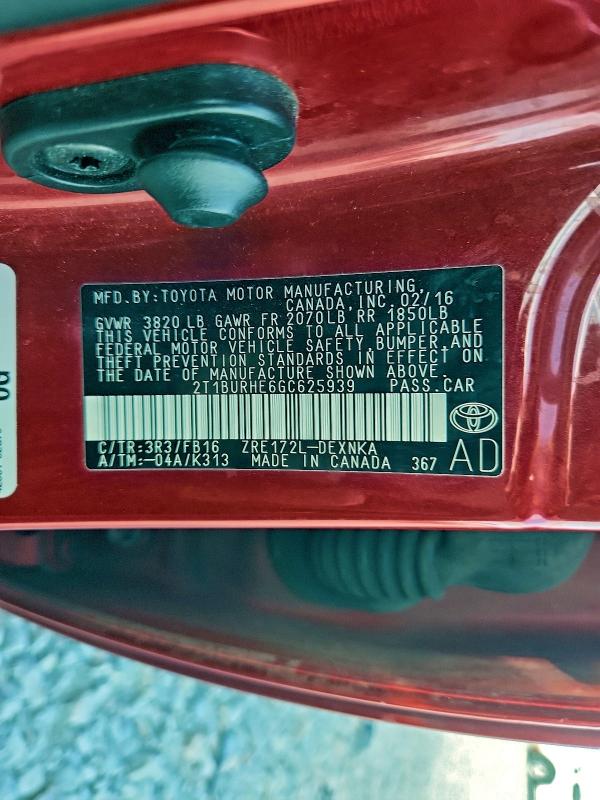 MFD.BY:TOYOTA MOTOR MANUFACTURING,
CANADA, INC. 02/16
GVWR 3820 LB GAWR FR 2070LB RR 1850LB
THIS VEHICLE CONFORMS TO ALL APPLICABLE
FEDERAL MOTOR VEHICLE SAFETY, BUMPER,AND
THEFT PREVENTION STANDARDS IN EFFECT ON
THE DATE OF MANUFACTURE SHOWN ABOVE.
2T1BURHE6GC625939 PASS.CAR
C/TR:3R3/FB16 ZRE172L-DEXNKA
A/TM:-04A/K313 MADE IN CANADA 367 AD